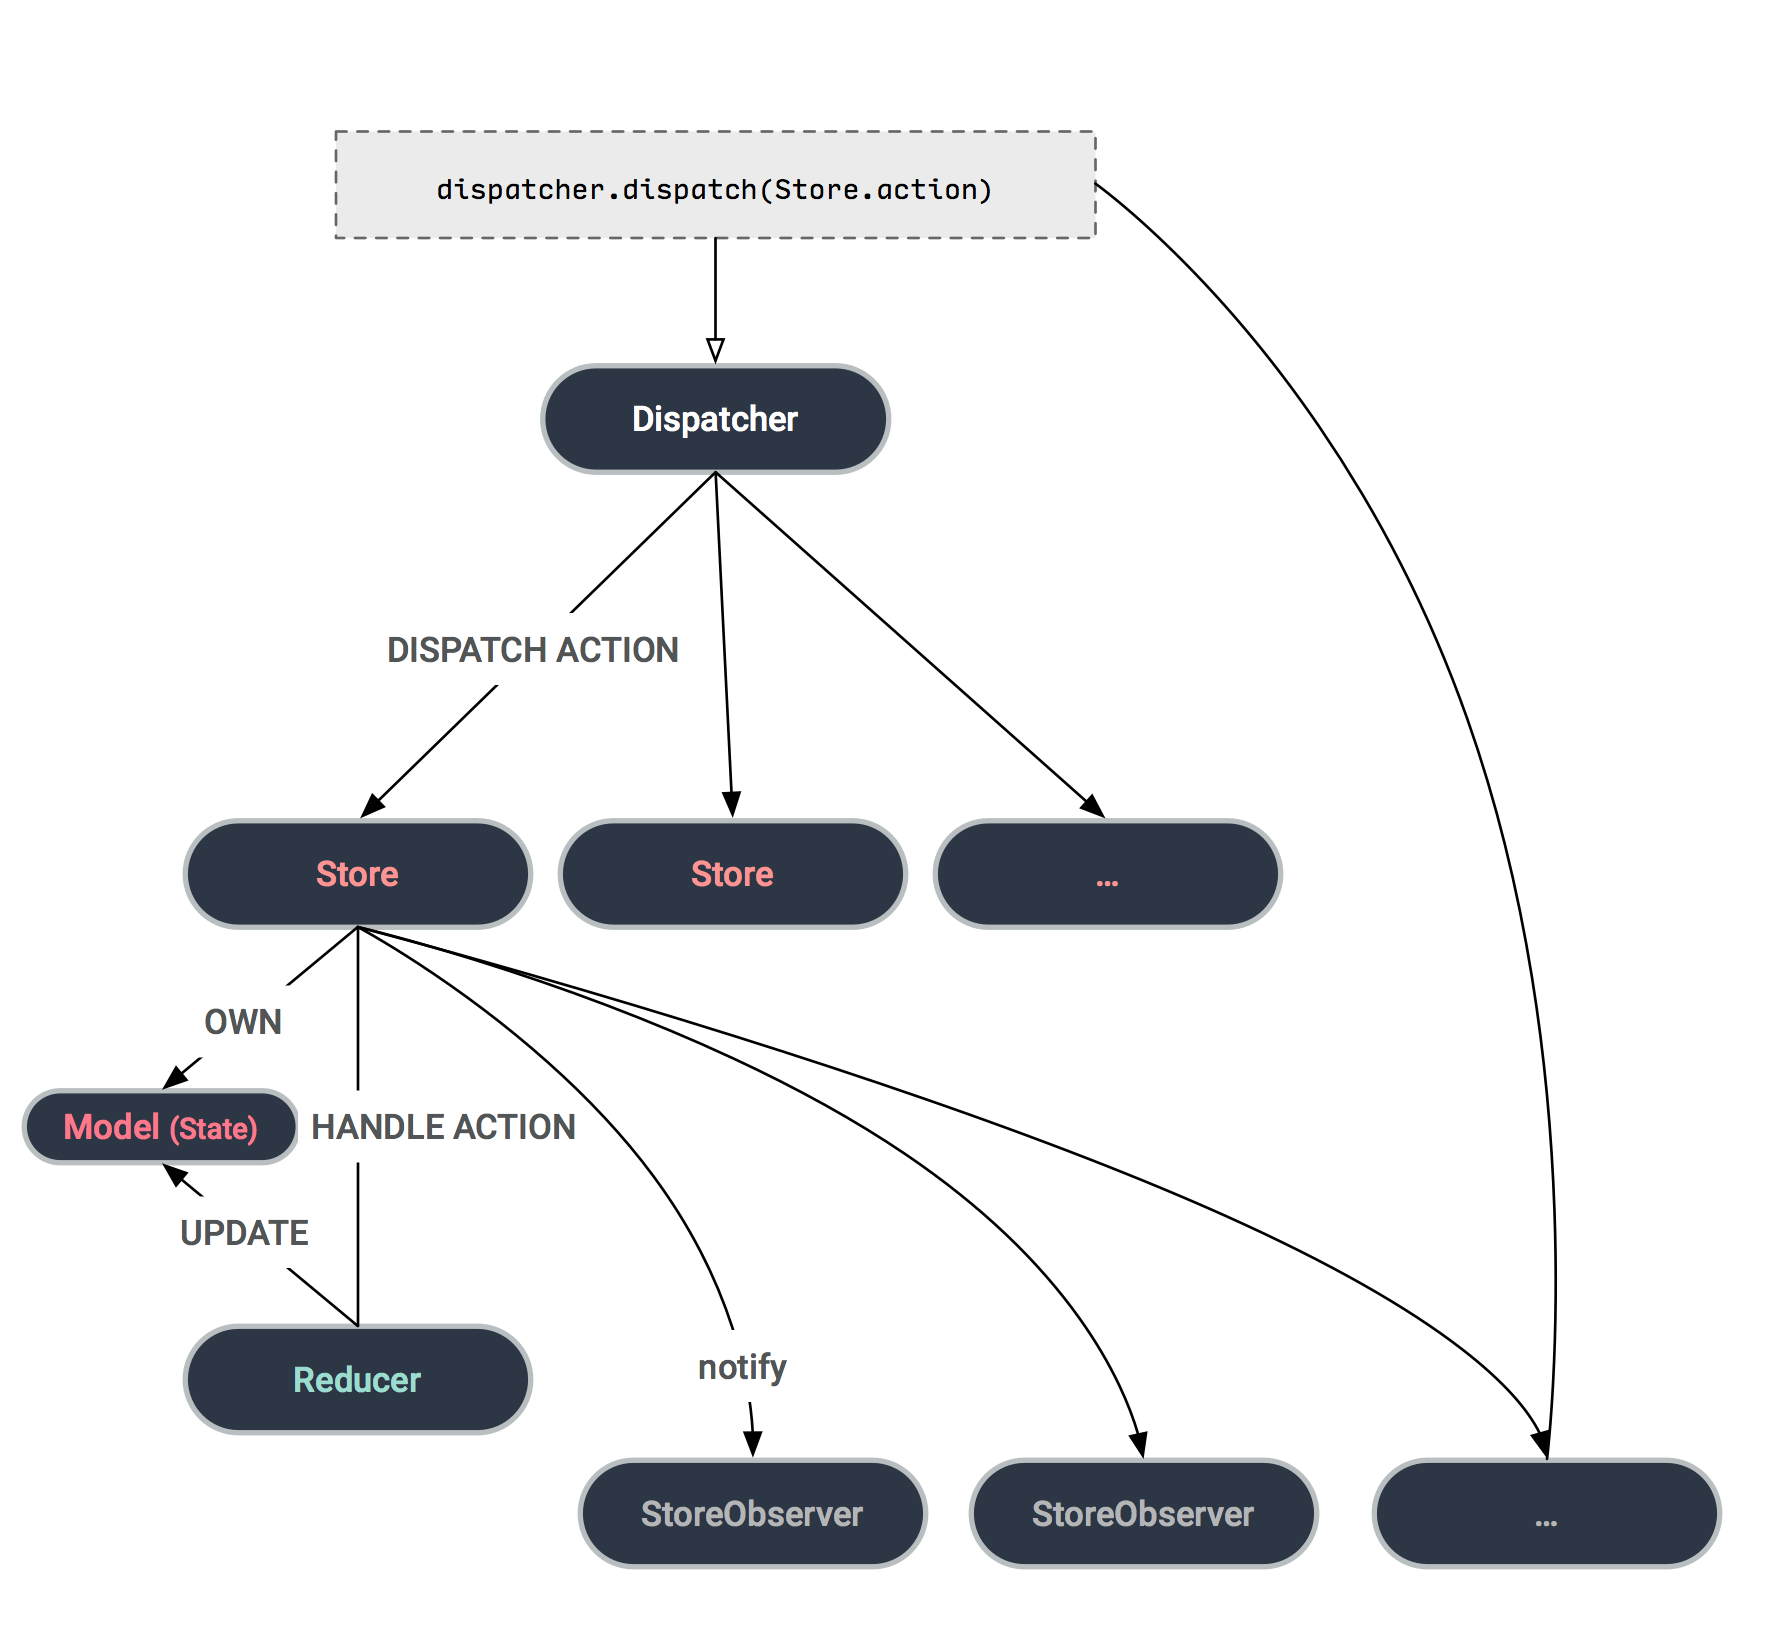 dispatcher.dispatch(Store.action)
Dispatcher
DISPATCH ACTION
Store
Store
...
OWN
Model (State)
HANDLE ACTION
UPDATE
Reducer
notify
StoreObserver
StoreObserver
...